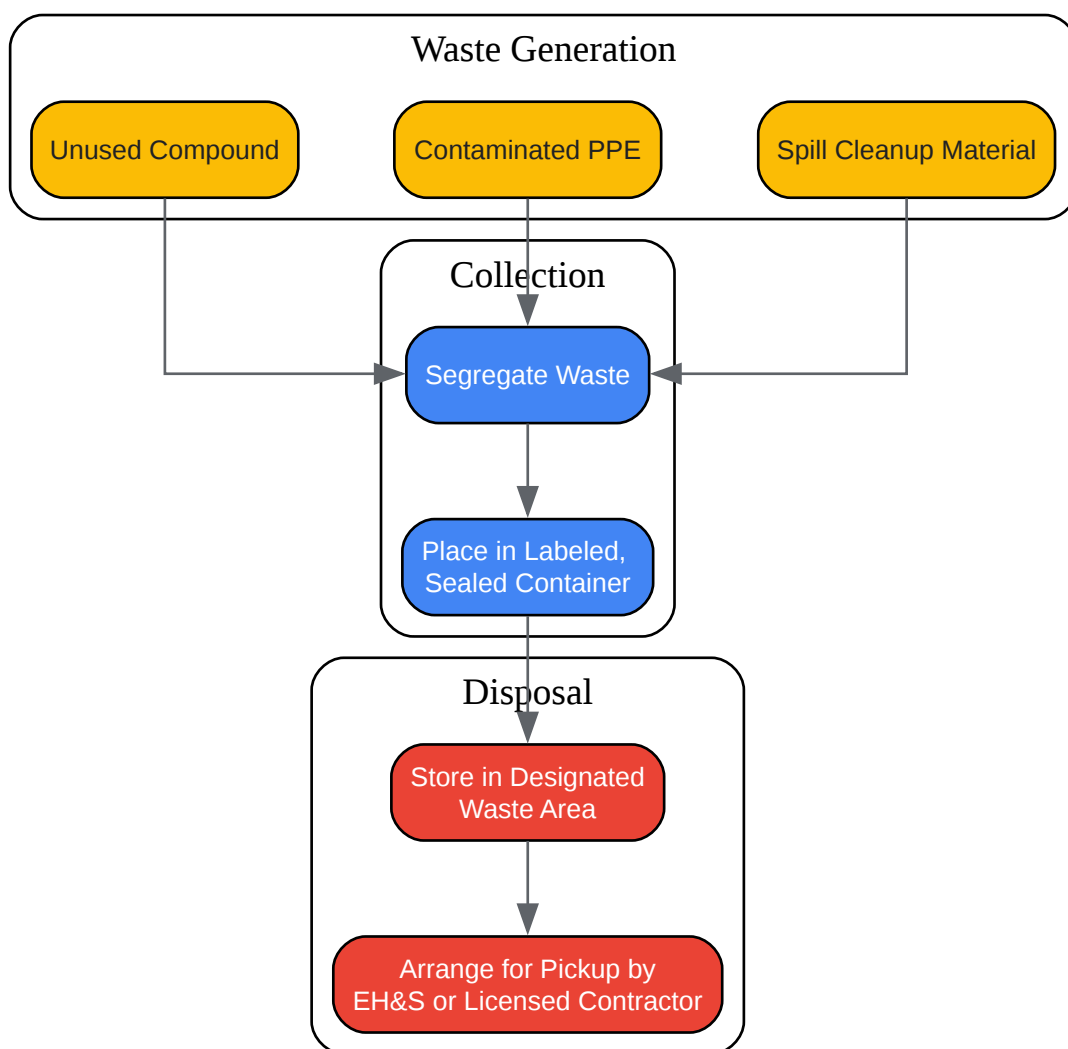 Waste Generation
Unused Compound
Contaminated PPE
Spill Cleanup Material
Collection
Segregate Waste
Place in Labeled,
Sealed Container
Disposal
Store in Designated
Waste Area
Arrange for Pickup by
EH&S or Licensed Contractor